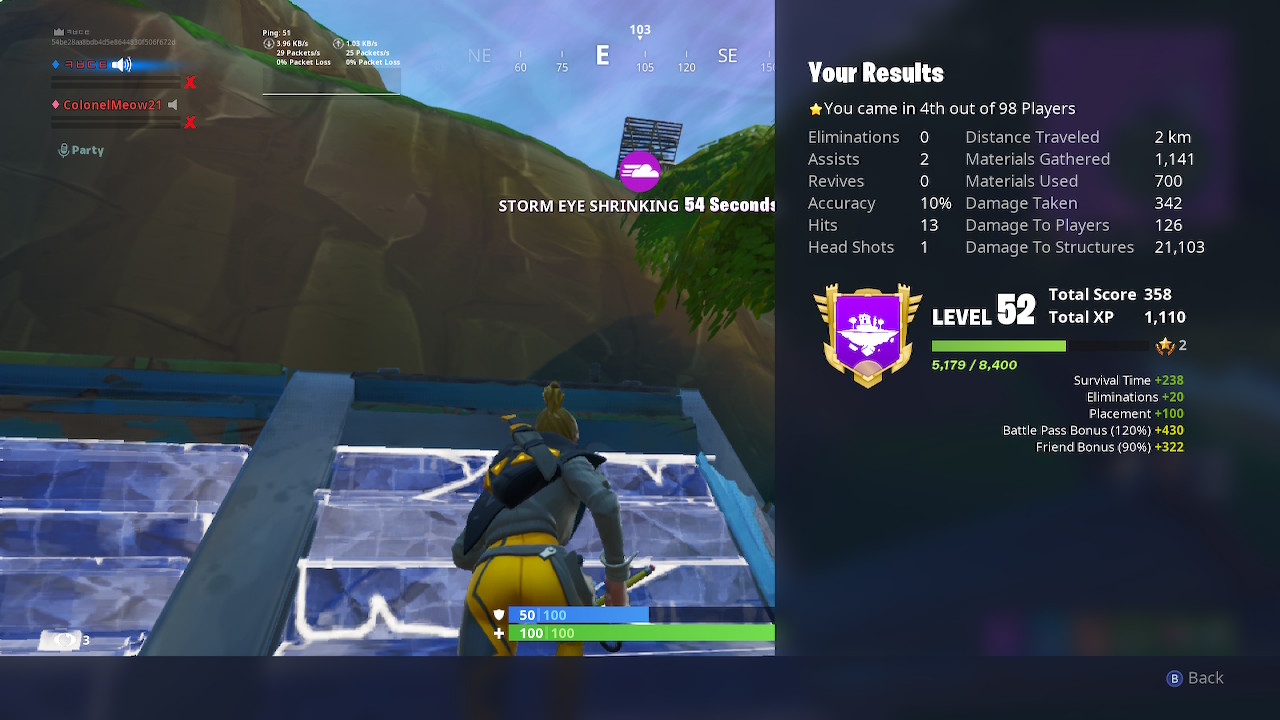 54be28aa8bdb4d5e8644830f506f672d
ColonelMeow21
Party
Ping: 51
3.96 KB/s 1.03 KB/s
29 Packets/s 25 Packets/s
0% Packet Loss 0% Packet Loss
103
NE 60 75 E 105 120 SE
STORM EYE SHRINKING 54 Seconds
3
50 | 100
100 | 100
Your Results
You came in 4th out of 98 Players
Eliminations 0 Distance Traveled 2 km
Assists 2 Materials Gathered 1,141
Revives 0 Materials Used 700
Accuracy 10% Damage Taken 342
Hits 13 Damage To Players 126
Head Shots 1 Damage To Structures 21,103
LEVEL 52
Total Score 358
Total XP 1,110
2
5,179 / 8,400
Survival Time +238
Eliminations +20
Placement +100
Battle Pass Bonus (120%) +430
Friend Bonus (90%) +322
B Back